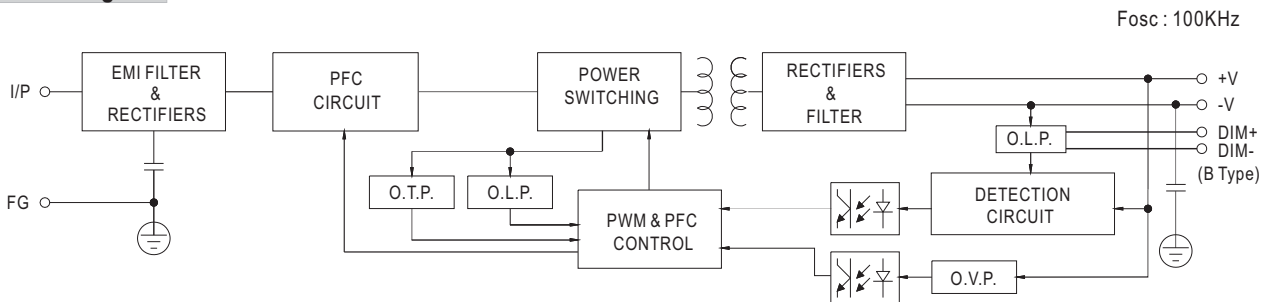 Fosc : 100KHz
I/P
EMI FILTER
&
RECTIFIERS
PFC
CIRCUIT
POWER
SWITCHING
RECTIFIERS
&
FILTER
+V
-V
DIM+
DIM-
(B Type)
O.L.P.
O.T.P.
O.L.P.
DETECTION
CIRCUIT
FG
PWM & PFC
CONTROL
O.V.P.